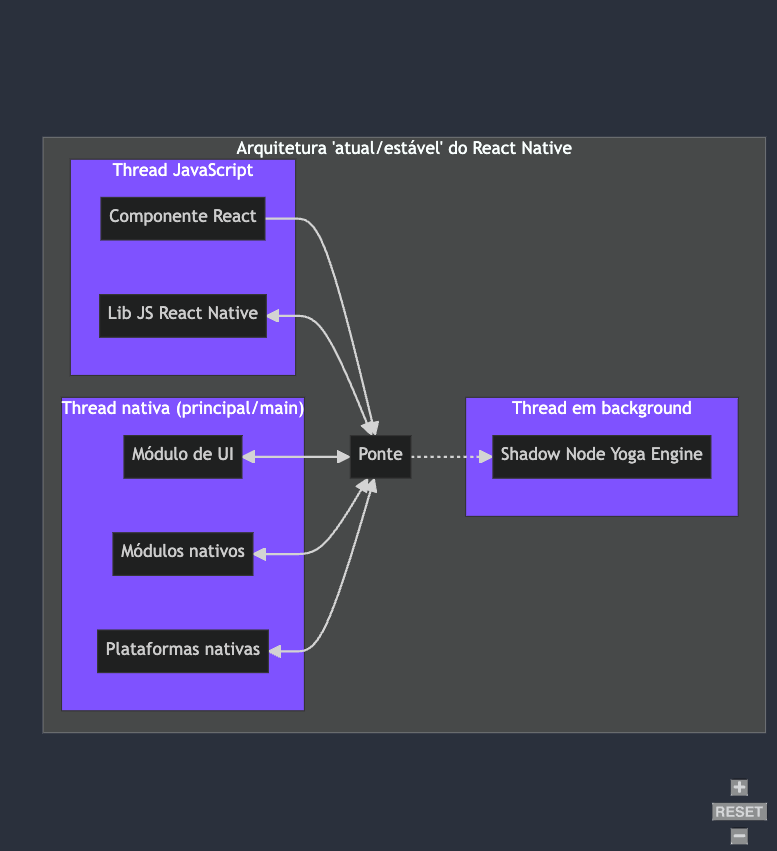 Arquitetura 'atual/estável' do React Native
Thread JavaScript
Componente React
Lib JS React Native
Thread nativa (principal/main)
Módulo de UI
Módulos nativos
Plataformas nativas
Ponte
Thread em background
Shadow Node Yoga Engine
+
RESET
−